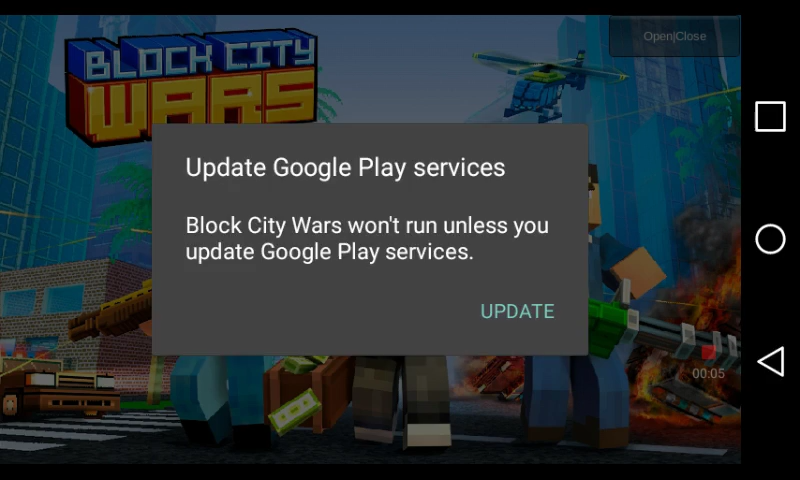 BLOCK CITY
WARS
Open|Close
Update Google Play services
Block City Wars won't run unless you
update Google Play services.
UPDATE
00:05